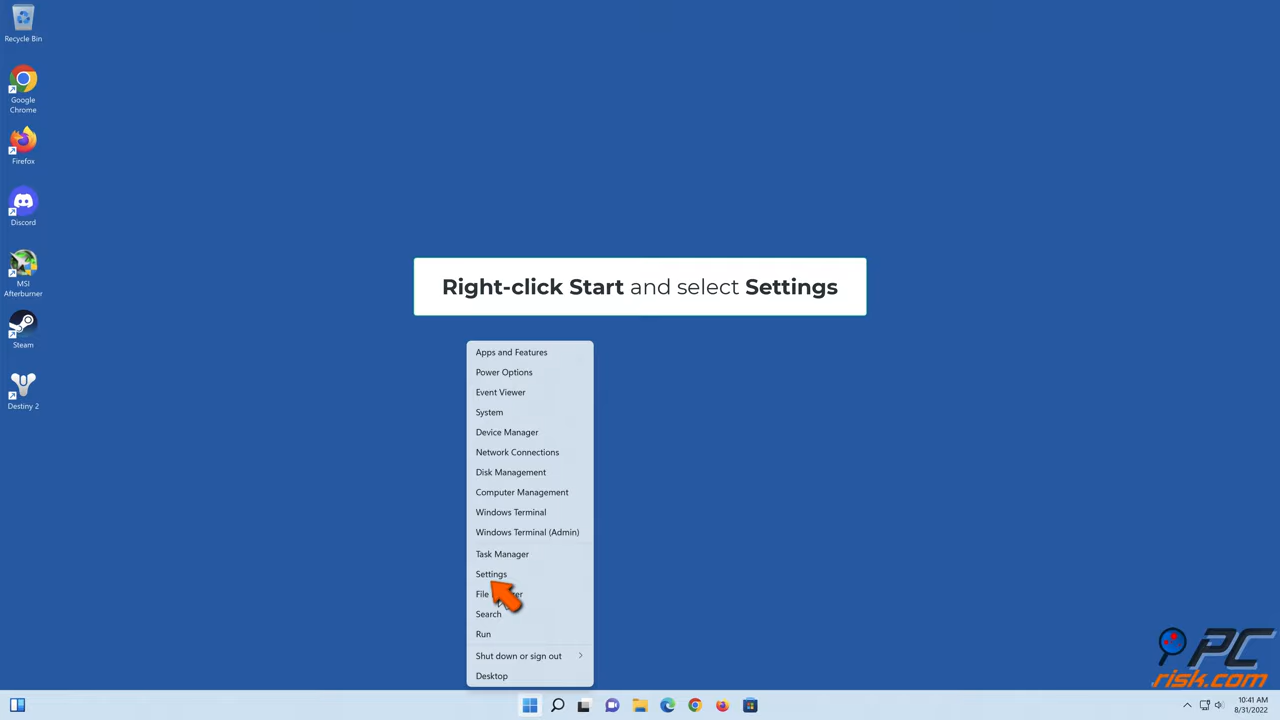 Recycle Bin
Google
Chrome
Firefox
Discord
MSI
Afterburner
Steam
Destiny 2
Right-click Start and select Settings
Apps and Features
Power Options
Event Viewer
System
Device Manager
Network Connections
Disk Management
Computer Management
Windows Terminal
Windows Terminal (Admin)
Task Manager
Settings
File
Search
Run
Shut down or sign out
Desktop
PC
risk.com
10:41 AM
8/31/2022